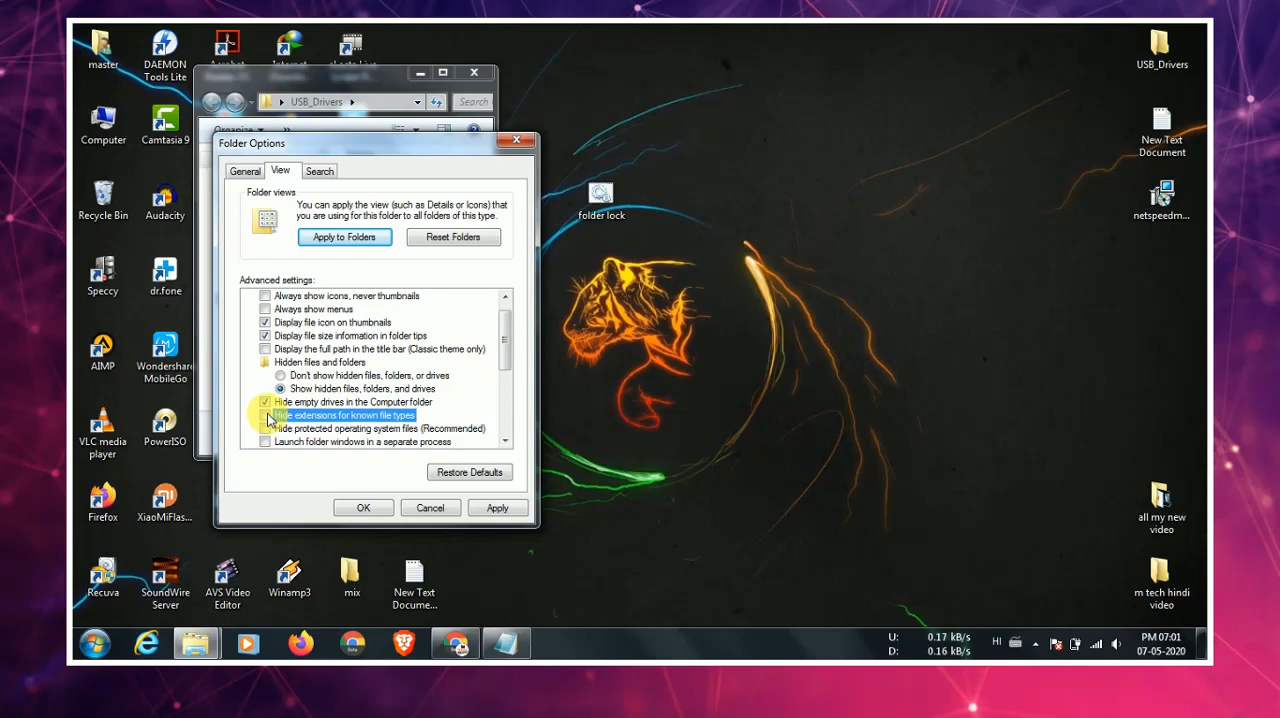 master
DAEMON
Tools Lite
Acrobat
Internet
USB_Drivers
Computer
Camtasia 9
USB_Drivers
Search
Organize
»
Folder Options
General
View
Search
Folder views
You can apply the view (such as Details or Icons) that
you are using for this folder to all folders of this type.
Apply to Folders
Reset Folders
Advanced settings:
Always show icons, never thumbnails
Always show menus
Display file icon on thumbnails
Display file size information in folder tips
Display the full path in the title bar (Classic theme only)
Hidden files and folders
Don't show hidden files, folders, or drives
Show hidden files, folders, and drives
Hide empty drives in the Computer folder
Hide extensions for known file types
Hide protected operating system files (Recommended)
Launch folder windows in a separate process
Restore Defaults
OK
Cancel
Apply
New Text
Document
folder lock
netspeedm...
Recycle Bin
Audacity
Speccy
dr.fone
AIMP
Wondershare
MobileGo
VLC media
player
PowerISO
Firefox
XiaoMiFlas...
all my new
video
Recuva
SoundWire
Server
AVS Video
Editor
Winamp3
mix
New Text
Docume...
m tech hindi
video
U: 0.17 kB/s
D: 0.16 kB/s
HI
PM 07:01
07-05-2020